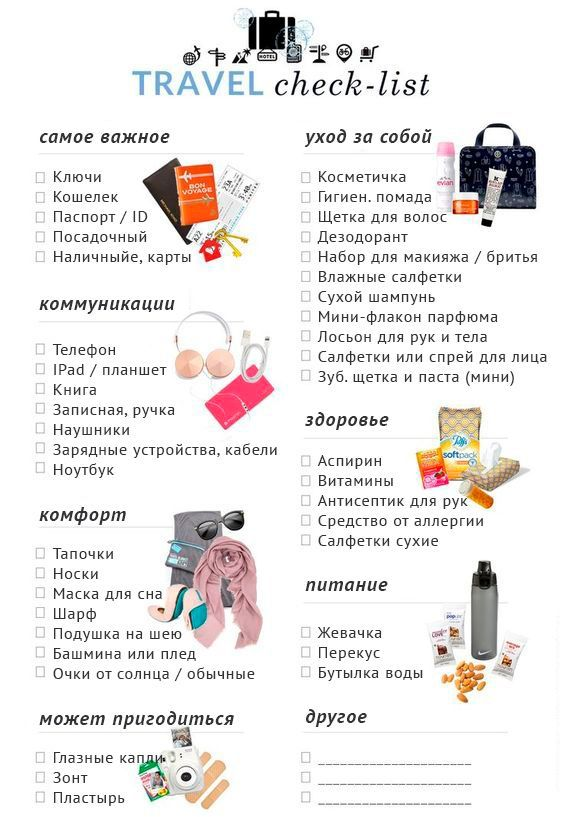 HOTEL
TRAVEL check-list
самое важное
Ключи
Кошелек
Паспорт / ID
Посадочный
Наличныйе, карты
BON VOYAGE
коммуникации
Телефон
IPad / планшет
Книга
Записная, ручка
Наушники
Зарядные устройства, кабели
Ноутбук
комфорт
Тапочки
Носки
Маска для сна
Шарф
Подушка на шею
Башмина или плед
Очки от солнца / обычные
может пригодиться
Глазные капли
Зонт
Пластырь
уход за собой
evian
Косметичка
Гигиен. помада
Щетка для волос
Дезодорант
Набор для макияжа / бритья
Влажные салфетки
Сухой шампунь
Мини-флакон парфюма
Лосьон для рук и тела
Салфетки или спрей для лица
Зуб. щетка и паста (мини)
здоровье
Puffs
softpack
Аспирин
Витамины
Антисептик для рук
Средство от аллергии
Салфетки сухие
питание
Жевачка
Перекус
Бутылка воды
другое
_____________________
_____________________
_____________________